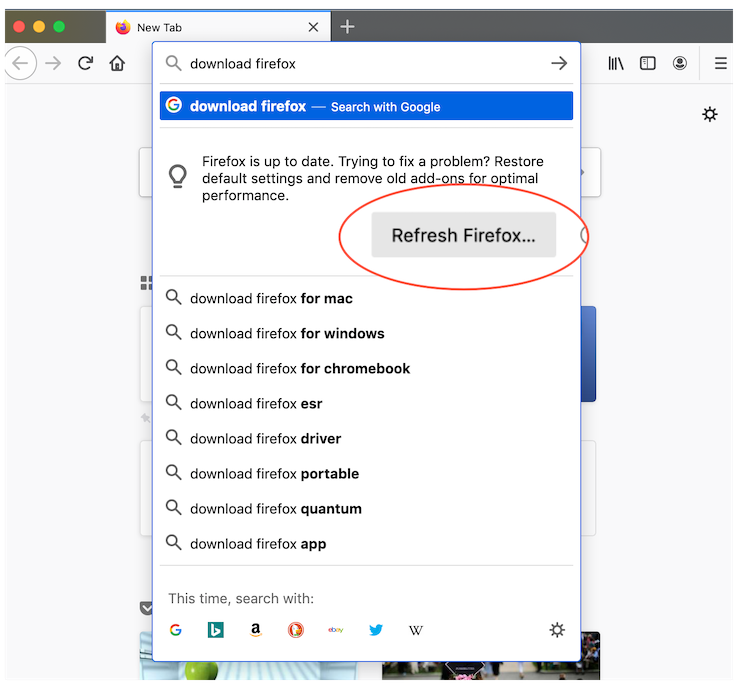 New Tab
download firefox
download firefox — Search with Google
Firefox is up to date. Trying to fix a problem? Restore
default settings and remove old add-ons for optimal
performance.
Refresh Firefox...
download firefox for mac
download firefox for windows
download firefox for chromebook
download firefox esr
download firefox driver
download firefox portable
download firefox quantum
download firefox app
This time, search with:
G b a ebay W